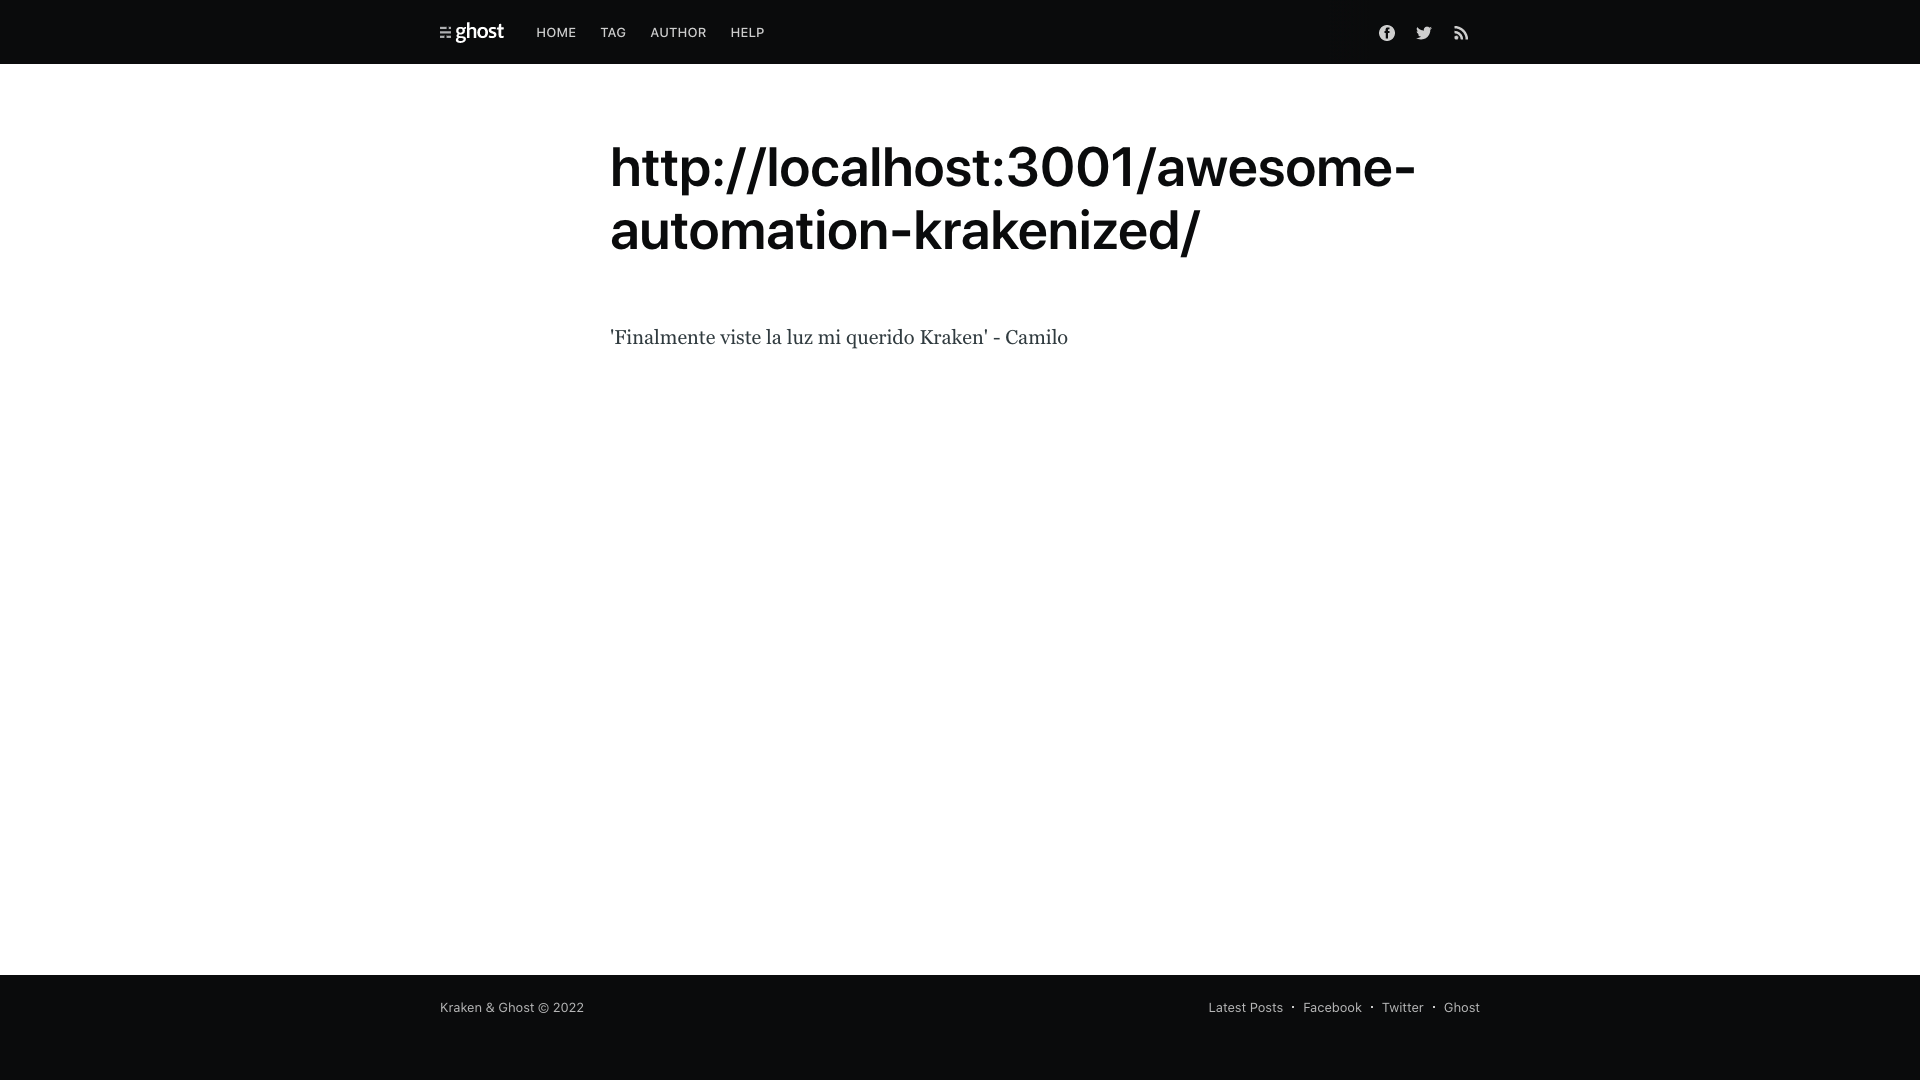 ghost HOME TAG AUTHOR HELP
http://localhost:3001/awesome-
automation-krakenized/
'Finalmente viste la luz mi querido Kraken' - Camilo
Kraken & Ghost © 2022 Latest Posts · Facebook · Twitter · Ghost